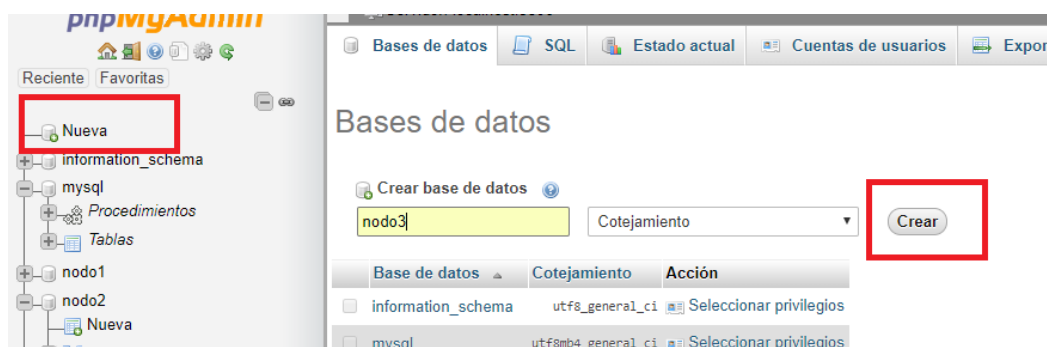 phpMyAdmin
Reciente Favoritas
Nueva
information_schema
mysql
Procedimientos
Tablas
nodo1
nodo2
Nueva
Bases de datos SQL Estado actual Cuentas de usuarios Expor
Bases de datos
Crear base de datos
nodo3 Cotejamiento Crear
Base de datos Cotejamiento Acción
information_schema utf8_general_ci Seleccionar privilegios
mysql utf8mb4_general_ci Seleccionar privilegios